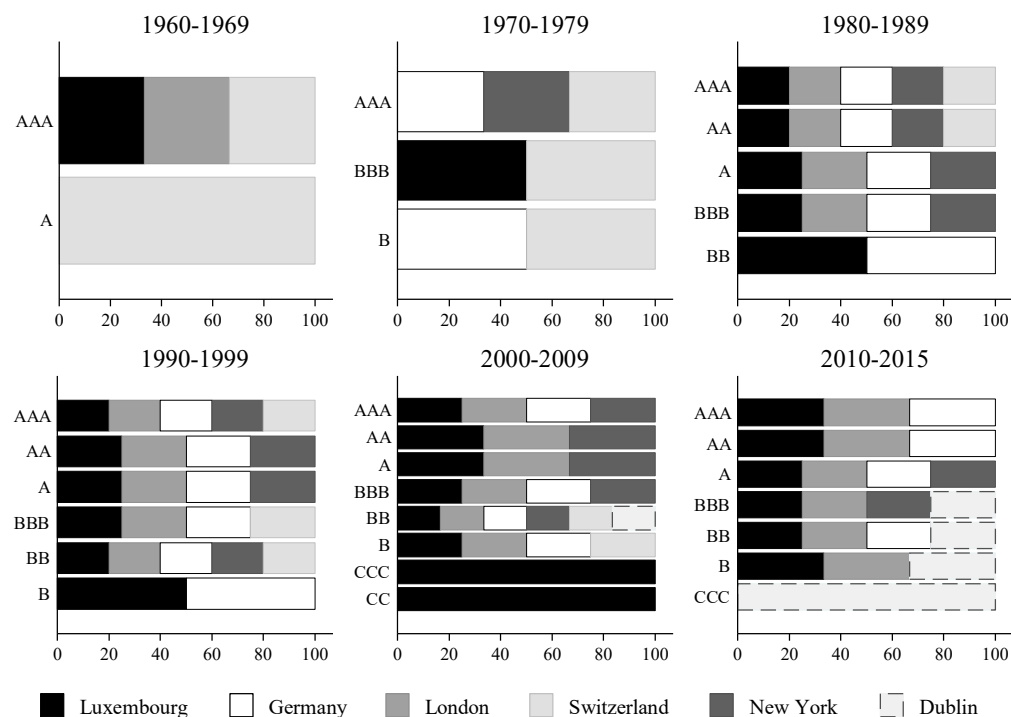 1960-1969
AAA
A
0 20 40 60 80 100
1970-1979
AAA
BBB
B
0 20 40 60 80 100
1980-1989
AAA
AA
A
BBB
BB
0 20 40 60 80 100
1990-1999
AAA
AA
A
BBB
BB
B
0 20 40 60 80 100
2000-2009
AAA
AA
A
BBB
BB
B
CCC
CC
0 20 40 60 80 100
2010-2015
AAA
AA
A
BBB
BB
B
CCC
0 20 40 60 80 100
Luxembourg Germany London Switzerland New York Dublin